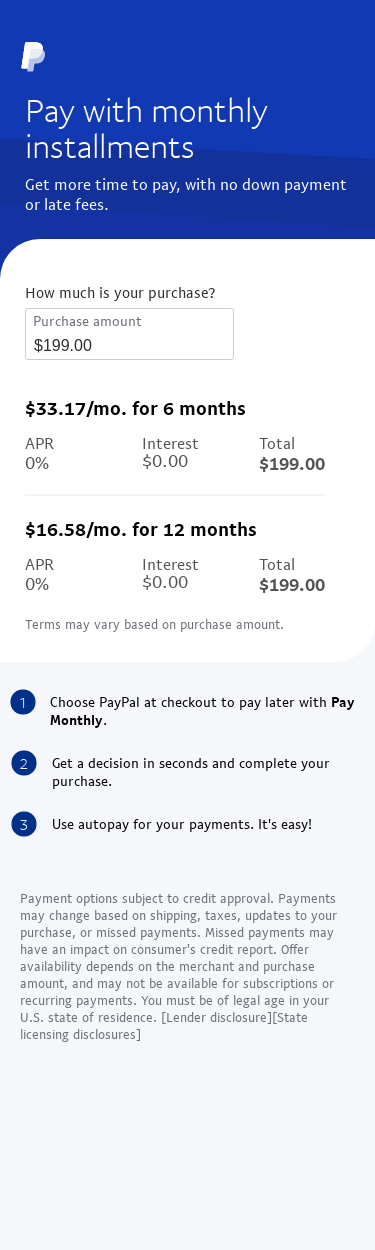 Pay with monthly
installments
Get more time to pay, with no down payment
or late fees.
How much is your purchase?
Purchase amount
$199.00
$33.17/mo. for 6 months
APR Interest Total
0% $0.00 $199.00
$16.58/mo. for 12 months
APR Interest Total
0% $0.00 $199.00
Terms may vary based on purchase amount.
1 Choose PayPal at checkout to pay later with Pay
Monthly.
2 Get a decision in seconds and complete your
purchase.
3 Use autopay for your payments. It's easy!
Payment options subject to credit approval. Payments
may change based on shipping, taxes, updates to your
purchase, or missed payments. Missed payments may
have an impact on consumer's credit report. Offer
availability depends on the merchant and purchase
amount, and may not be available for subscriptions or
recurring payments. You must be of legal age in your
U.S. state of residence. [Lender disclosure][State
licensing disclosures]